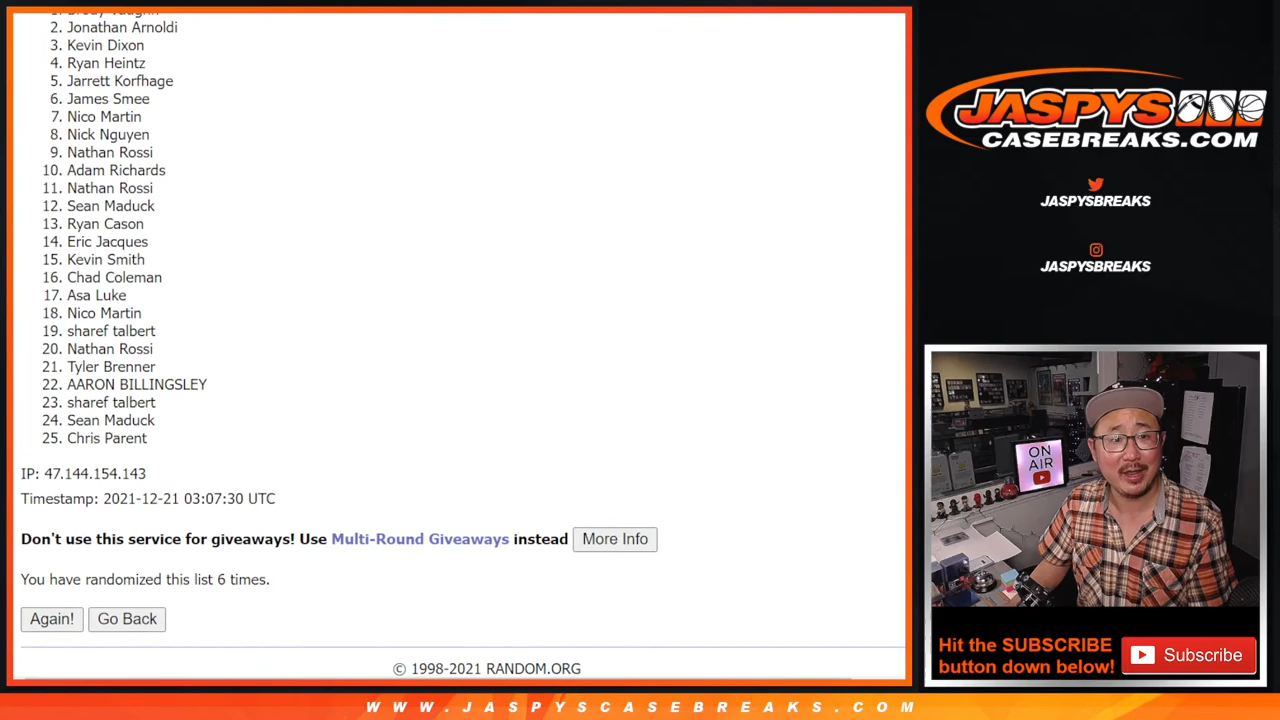 2. Jonathan Arnoldi
3. Kevin Dixon
4. Ryan Heintz
5. Jarrett Korfhage
6. James Smee
7. Nico Martin
8. Nick Nguyen
9. Nathan Rossi
10. Adam Richards
11. Nathan Rossi
12. Sean Maduck
13. Ryan Cason
14. Eric Jacques
15. Kevin Smith
16. Chad Coleman
17. Asa Luke
18. Nico Martin
19. sharef talbert
20. Nathan Rossi
21. Tyler Brenner
22. AARON BILLINGSLEY
23. sharef talbert
24. Sean Maduck
25. Chris Parent
IP: 47.144.154.143
Timestamp: 2021-12-21 03:07:30 UTC
Don't use this service for giveaways! Use Multi-Round Giveaways instead More Info
You have randomized this list 6 times.
Again! Go Back
© 1998-2021 RANDOM.ORG
JASPYS
CASEBREAKS.COM
JASPYSBREAKS
JASPYSBREAKS
ON
AIR
Hit the SUBSCRIBE
button down below!
Subscribe
WWW.JASPYSCASEBREAKS.COM